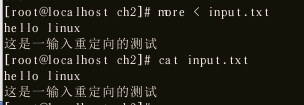 [root@localhost ch2]# more < input.txt
hello linux
这是一输入重定向的测试
[root@localhost ch2]# cat input.txt
hello linux
这是一输入重定向的测试